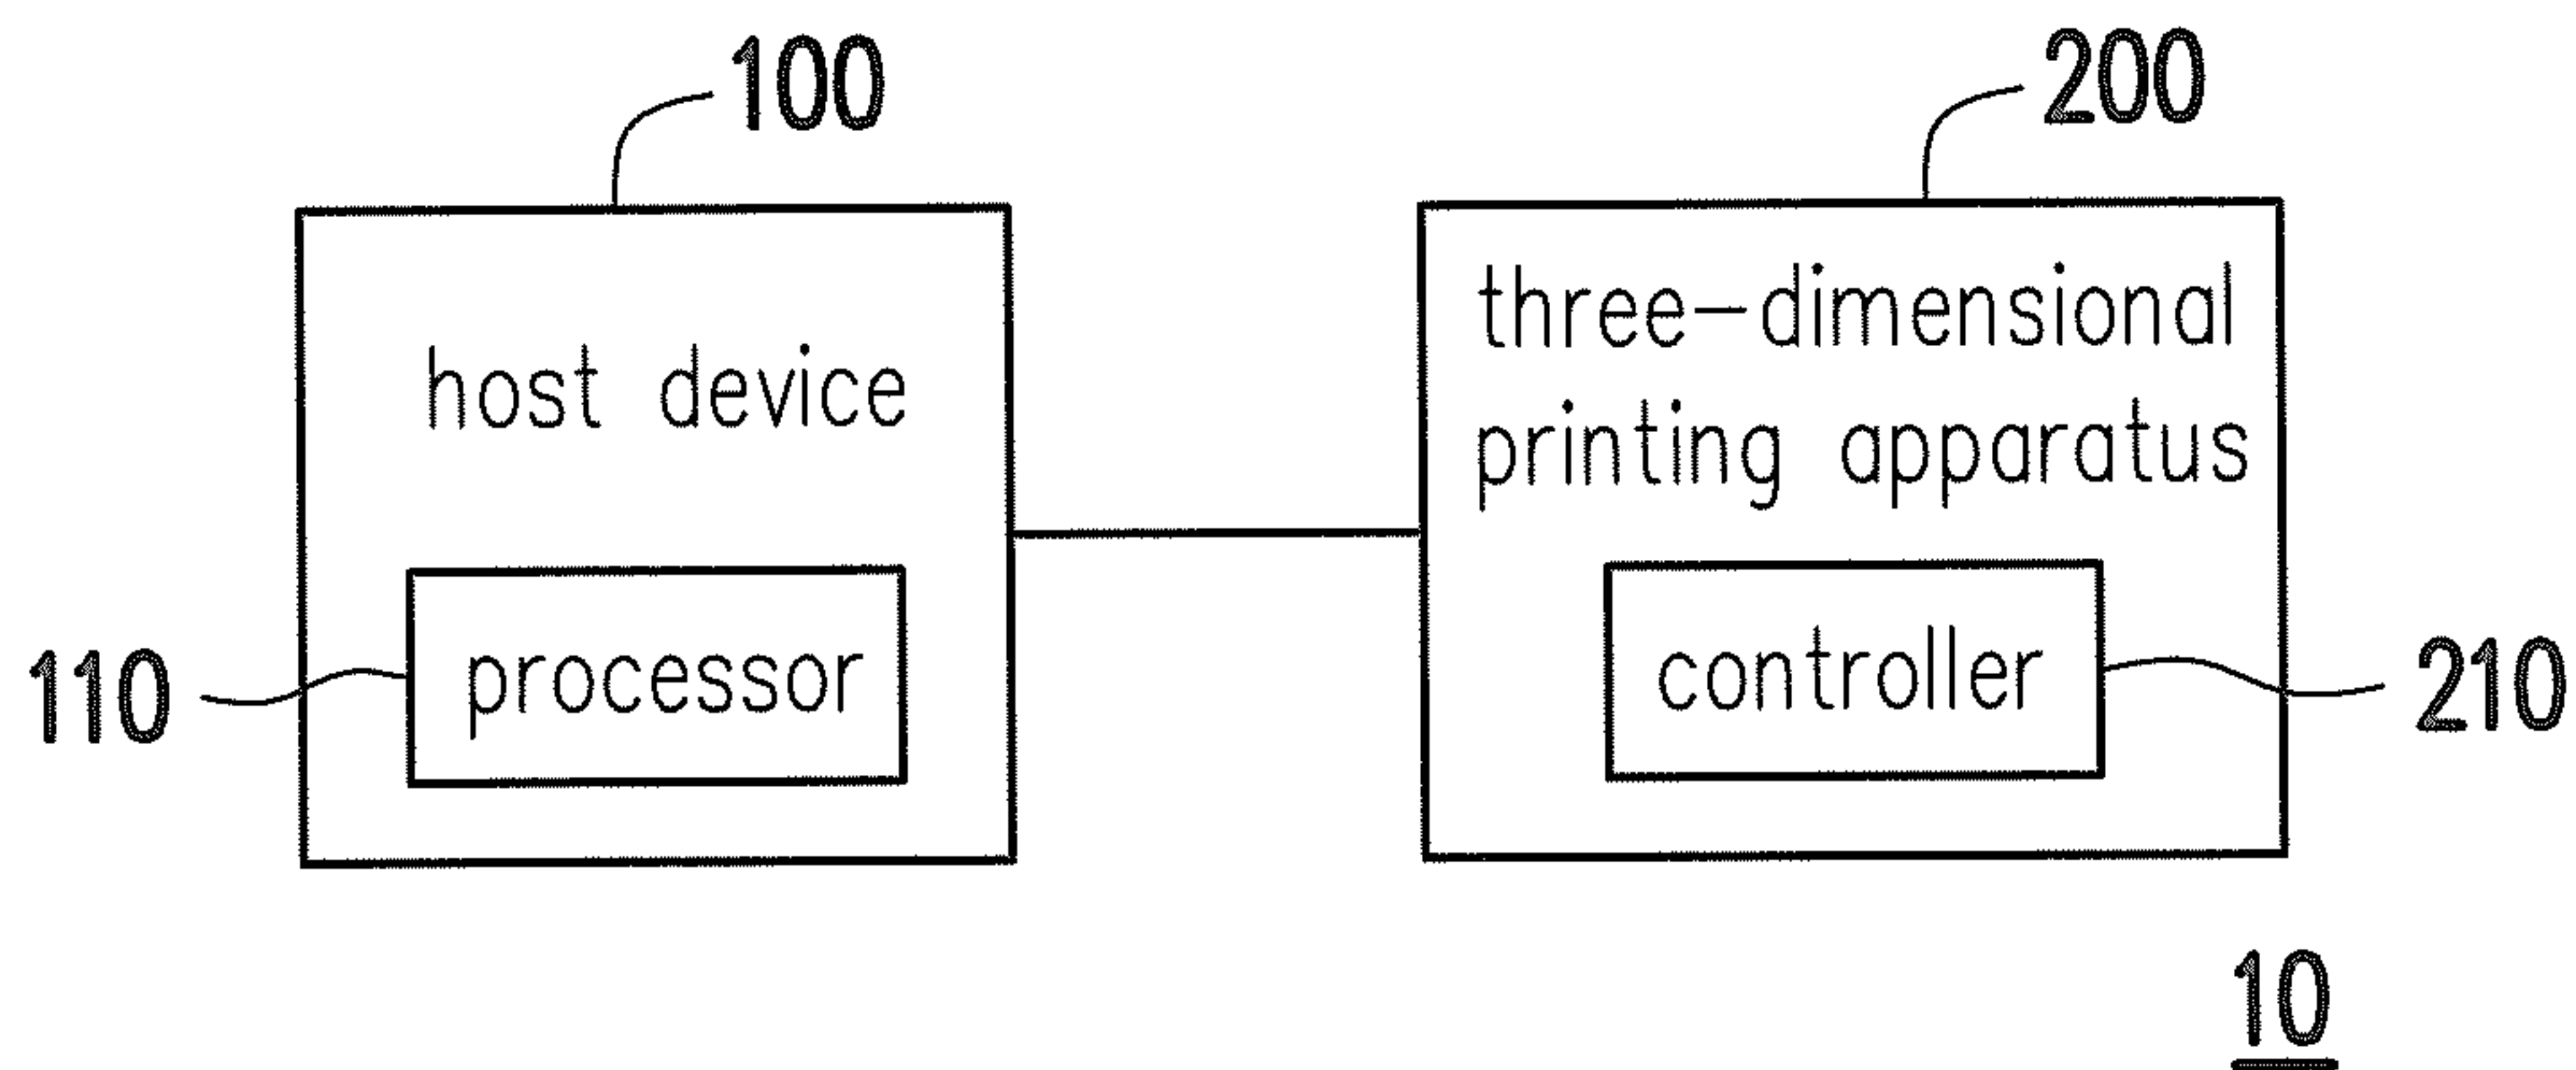 100
200
host device
three-dimensional
printing apparatus
110
processor
controller
210
10